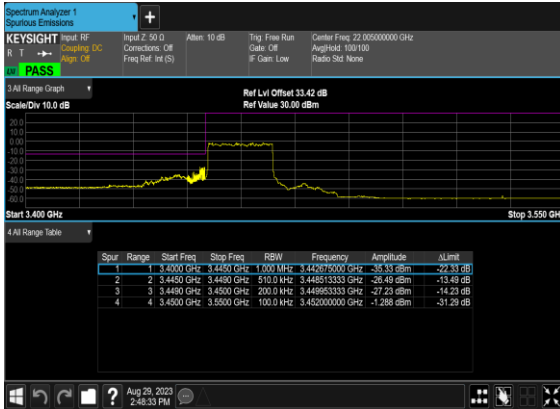 Spectrum Analyzer 1
Spurious Emissions
+
KEYSIGHT Input: RF Input Z: 50 Ω Atten: 10 dB Trig: Free Run Center Freq: 22.005000000 GHz
R T Coupling: DC Corrections: Off Gate: Off Avg|Hold: 100/100
Align: Off Freq Ref: Int (S) IF Gain: Low Radio Std: None
PASS
3 All Range Graph
Ref Lvl Offset 33.42 dB
Scale/Div 10.0 dB Ref Value 30.00 dBm
20.0
10.0
0.00
-10.0
-20.0
-30.0
-40.0
-50.0
-60.0
Start 3.400 GHz Stop 3.550 GH
4 All Range Table
Spur Range Start Freq Stop Freq RBW Frequency Amplitude ΔLimit
1 1 3.4000 GHz 3.4450 GHz 1.000 MHz 3.442675000 GHz -35.33 dBm -22.33 dB
2 2 3.4450 GHz 3.4490 GHz 510.0 kHz 3.448513333 GHz -26.49 dBm -13.49 dB
3 3 3.4490 GHz 3.4500 GHz 200.0 kHz 3.449953333 GHz -27.23 dBm -14.23 dB
4 4 3.4500 GHz 3.5500 GHz 100.0 kHz 3.452000000 GHz -1.288 dBm -31.29 dB
? Aug 29, 2023
2:48:33 PM